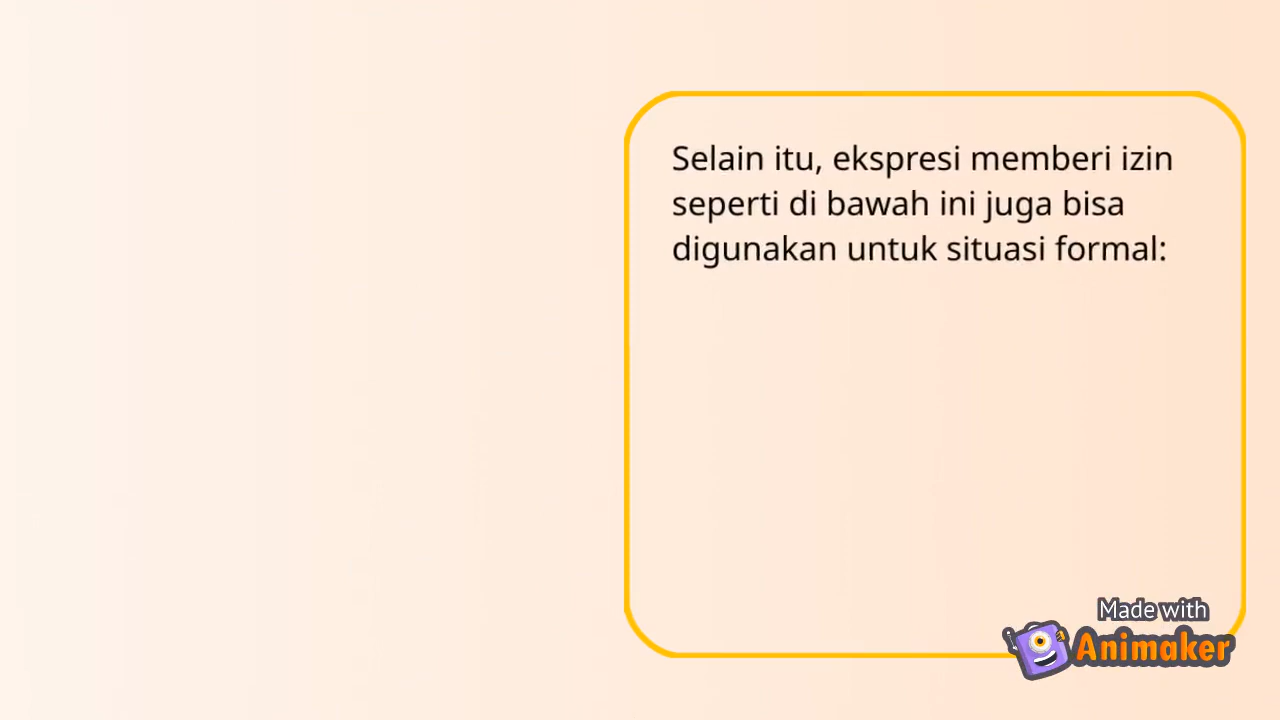 Selain itu, ekspresi memberi izin
seperti di bawah ini juga bisa
digunakan untuk situasi formal:
Made with
Animaker